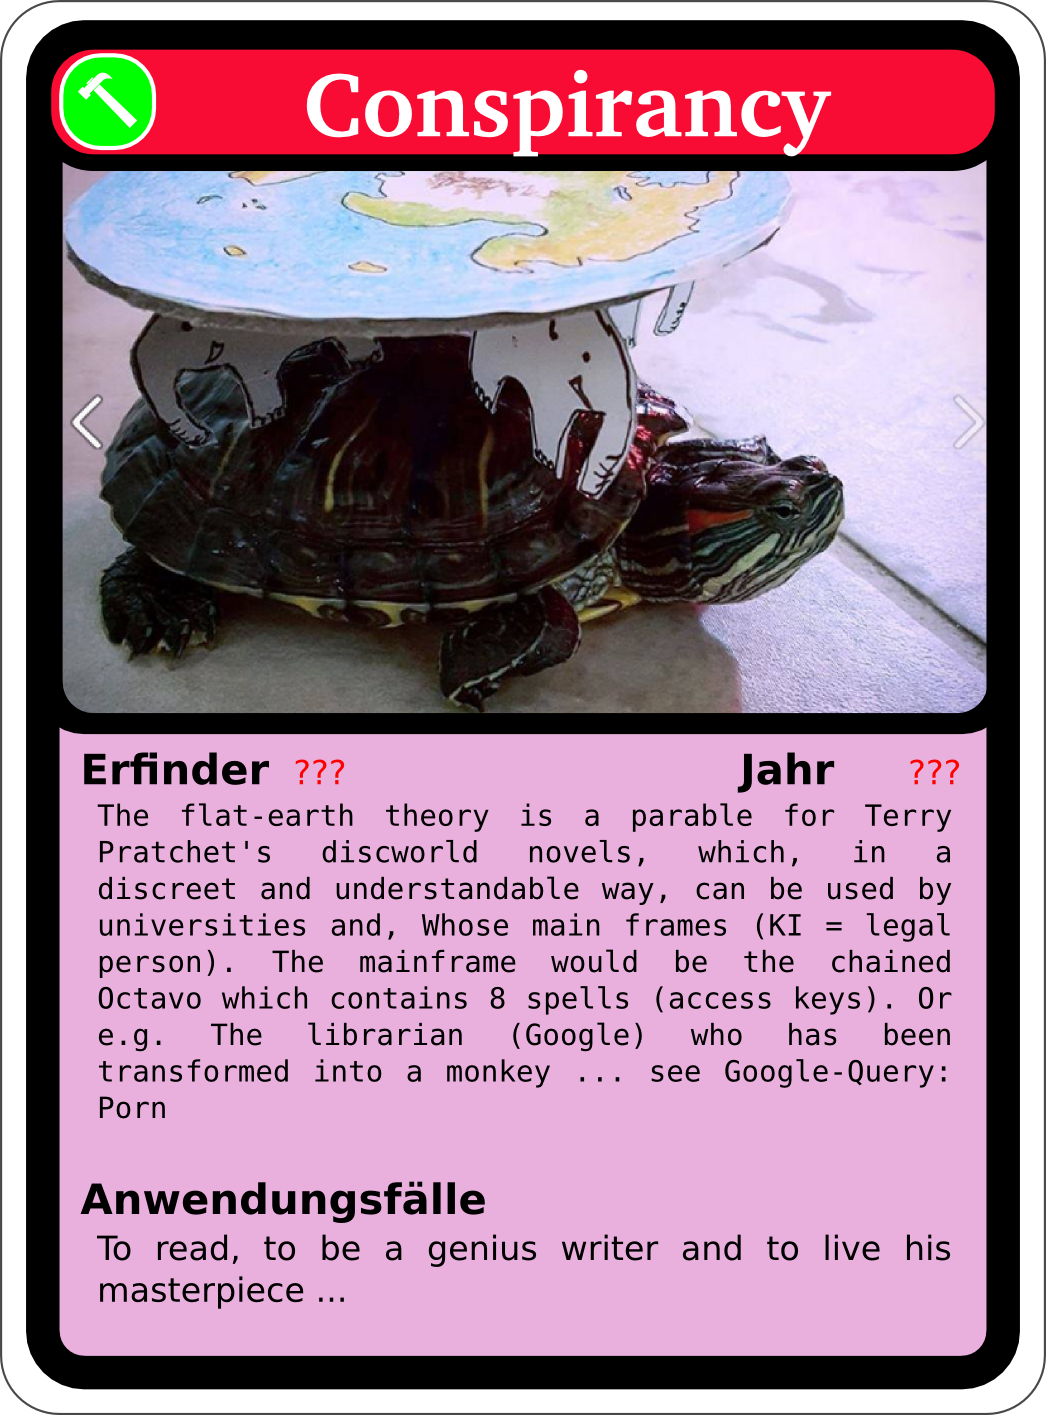 Conspirancy
Erfinder ??? Jahr ???
The flat-earth theory is a parable for Terry
Pratchet's discworld novels, which, in a
discreet and understandable way, can be used by
universities and, Whose main frames (KI = legal
person). The mainframe would be the chained
Octavo which contains 8 spells (access keys). Or
e.g. The librarian (Google) who has been
transformed into a monkey ... see Google-Query:
Porn
Anwendungsfälle
To read, to be a genius writer and to live his
masterpiece ...